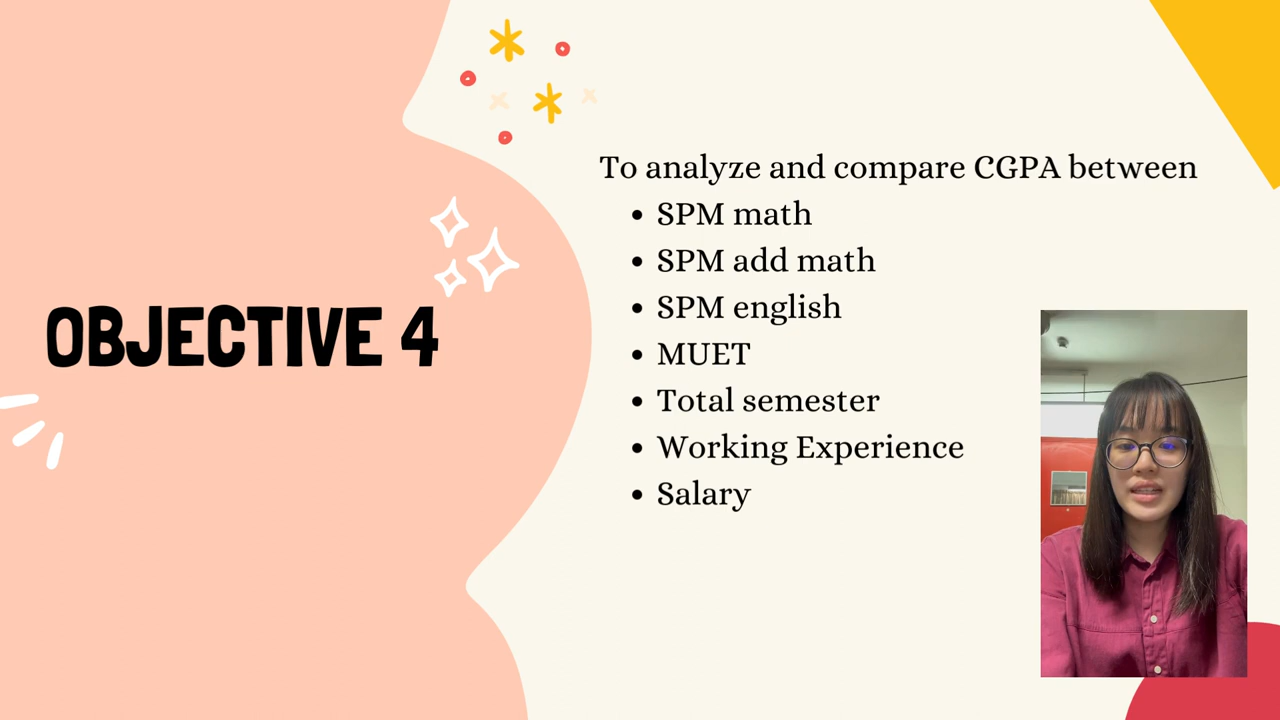 OBJECTIVE 4
To analyze and compare CGPA between
• SPM math
• SPM add math
• SPM english
• MUET
• Total semester
• Working Experience
• Salary